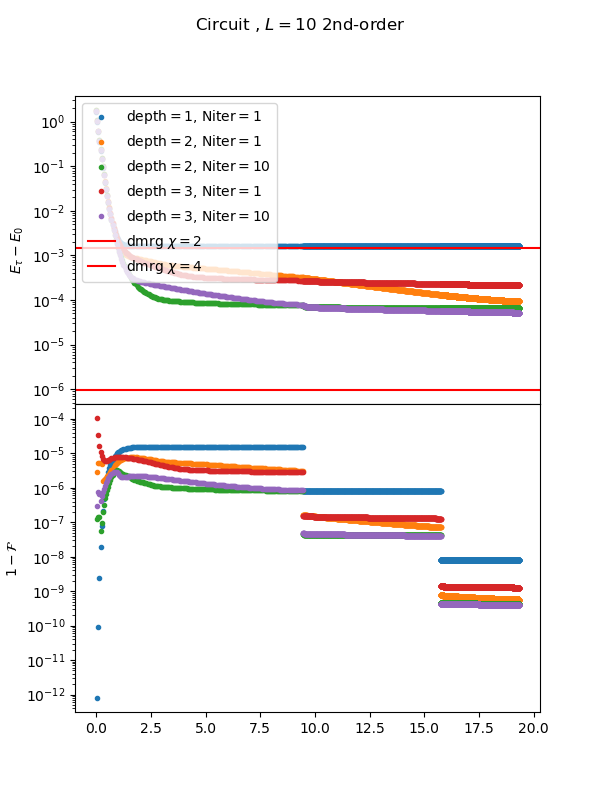 Circuit , L = 10 2nd-order
10⁰
10⁻¹
10⁻²
10⁻³
10⁻⁴
10⁻⁵
10⁻⁶
E_τ − E₀
depth = 1, Niter = 1
depth = 2, Niter = 1
depth = 2, Niter = 10
depth = 3, Niter = 1
depth = 3, Niter = 10
dmrg χ = 2
dmrg χ = 4
10⁻⁴
10⁻⁵
10⁻⁶
10⁻⁷
10⁻⁸
10⁻⁹
10⁻¹⁰
10⁻¹¹
10⁻¹²
1 − ℱ
0.0 2.5 5.0 7.5 10.0 12.5 15.0 17.5 20.0